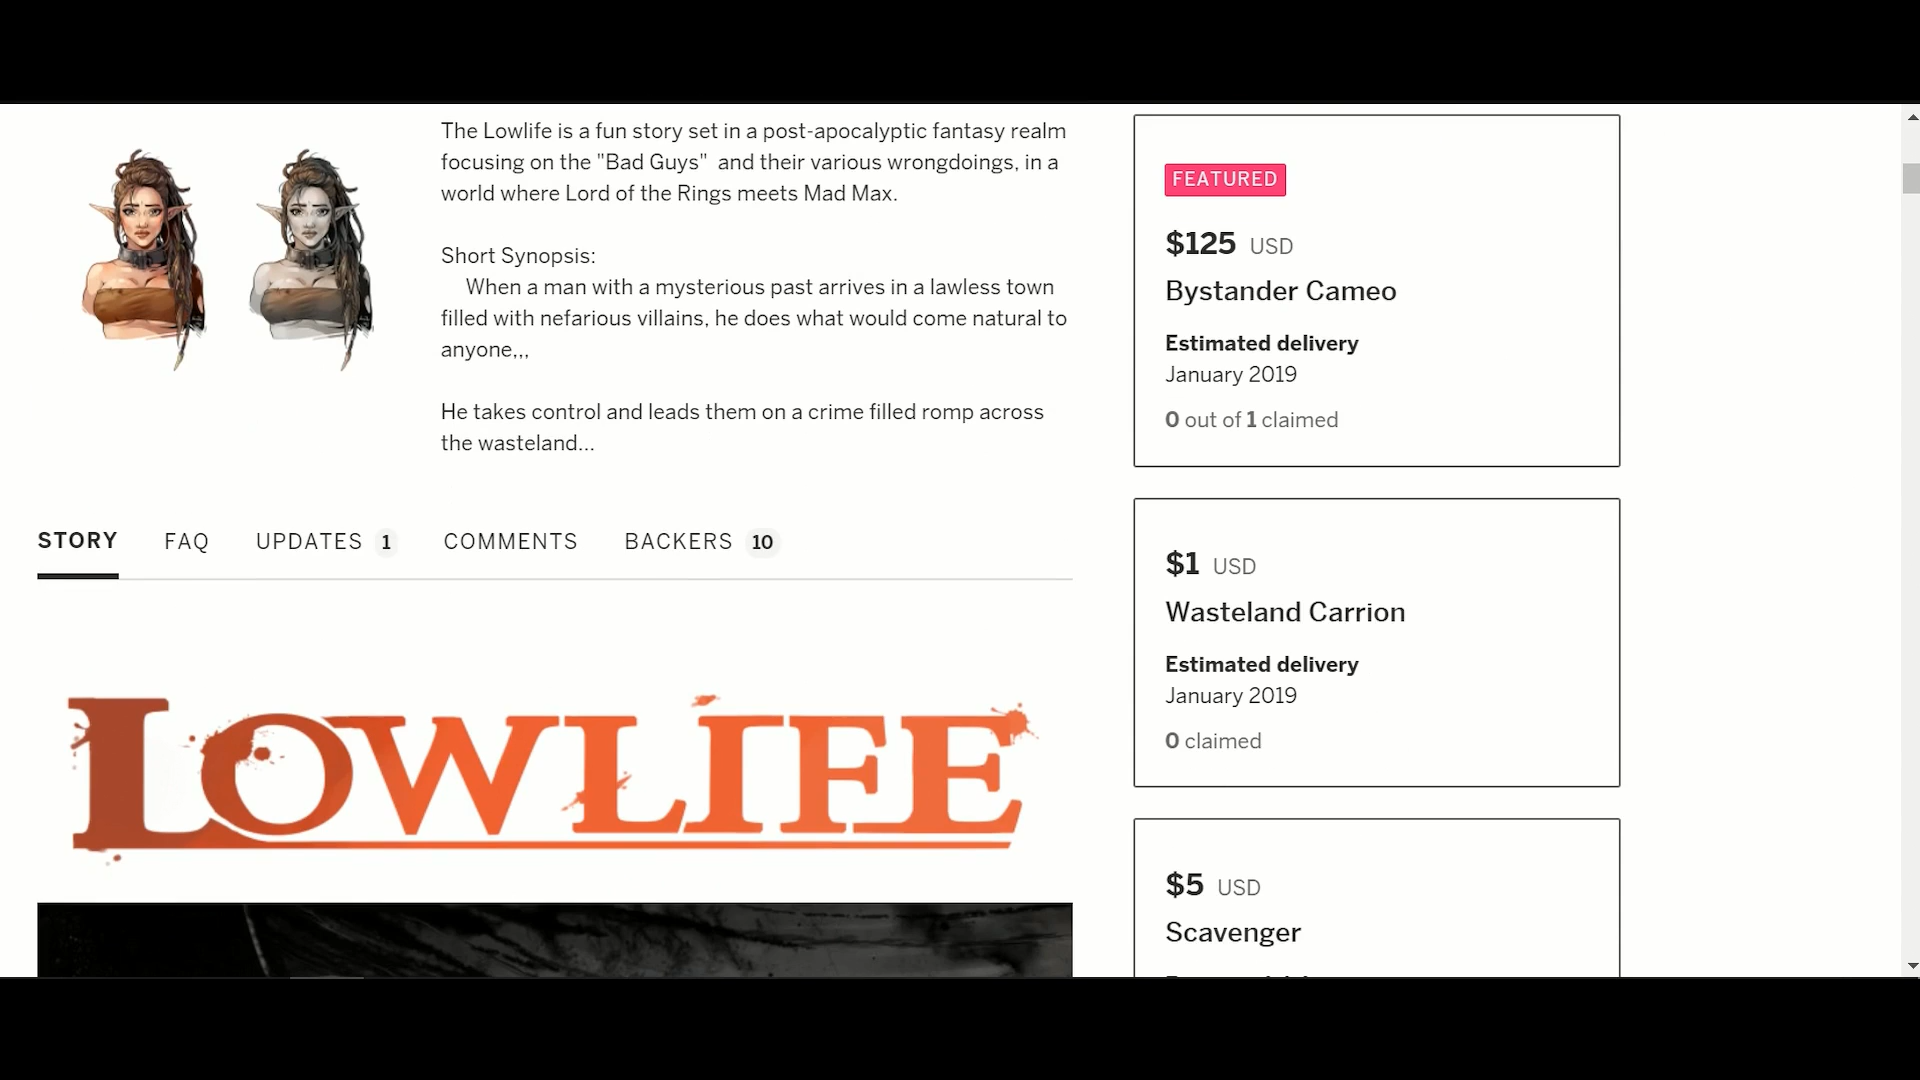 The Lowlife is a fun story set in a post-apocalyptic fantasy realm
focusing on the "Bad Guys"  and their various wrongdoings, in a
world where Lord of the Rings meets Mad Max.
Short Synopsis:
When a man with a mysterious past arrives in a lawless town
filled with nefarious villains, he does what would come natural to
anyone,,,
He takes control and leads them on a crime filled romp across
the wasteland...
STORY FAQ UPDATES 1 COMMENTS BACKERS 10
LOWLIFE
FEATURED
$125 USD
Bystander Cameo
Estimated delivery
January 2019
0 out of 1 claimed
$1 USD
Wasteland Carrion
Estimated delivery
January 2019
0 claimed
$5 USD
Scavenger